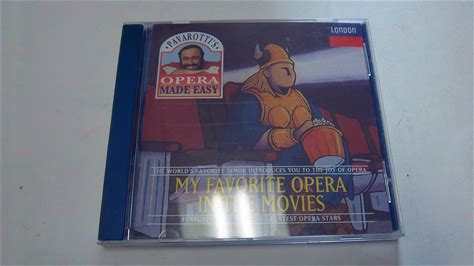 PAVAROTTI'S
OPERA
MADE EASY
LONDON
THE WORLD'S FAVORITE TENOR INTRODUCES YOU TO THE JOY OF OPERA
MY FAVORITE OPERA
IN THE MOVIES
GREATEST OPERA STARS